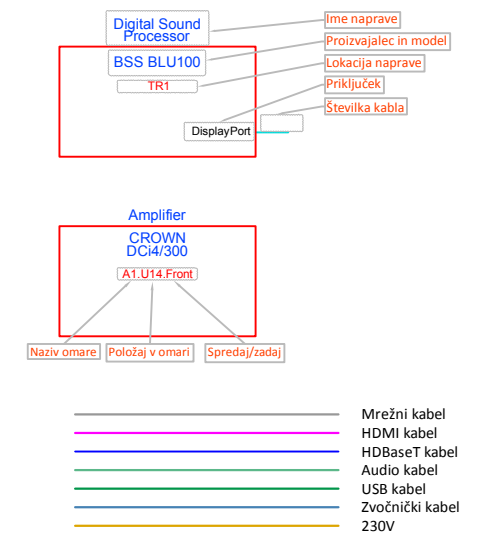 Digital Sound
Processor
Ime naprave
BSS BLU100
Proizvajalec in model
TR1
Lokacija naprave
Priključek
DisplayPort
Številka kabla
Amplifier
CROWN
DCi4/300
A1.U14.Front
Naziv omare
Položaj v omari
Spredaj/zadaj
Mrežni kabel
HDMI kabel
HDBaseT kabel
Audio kabel
USB kabel
Zvočnički kabel
230V